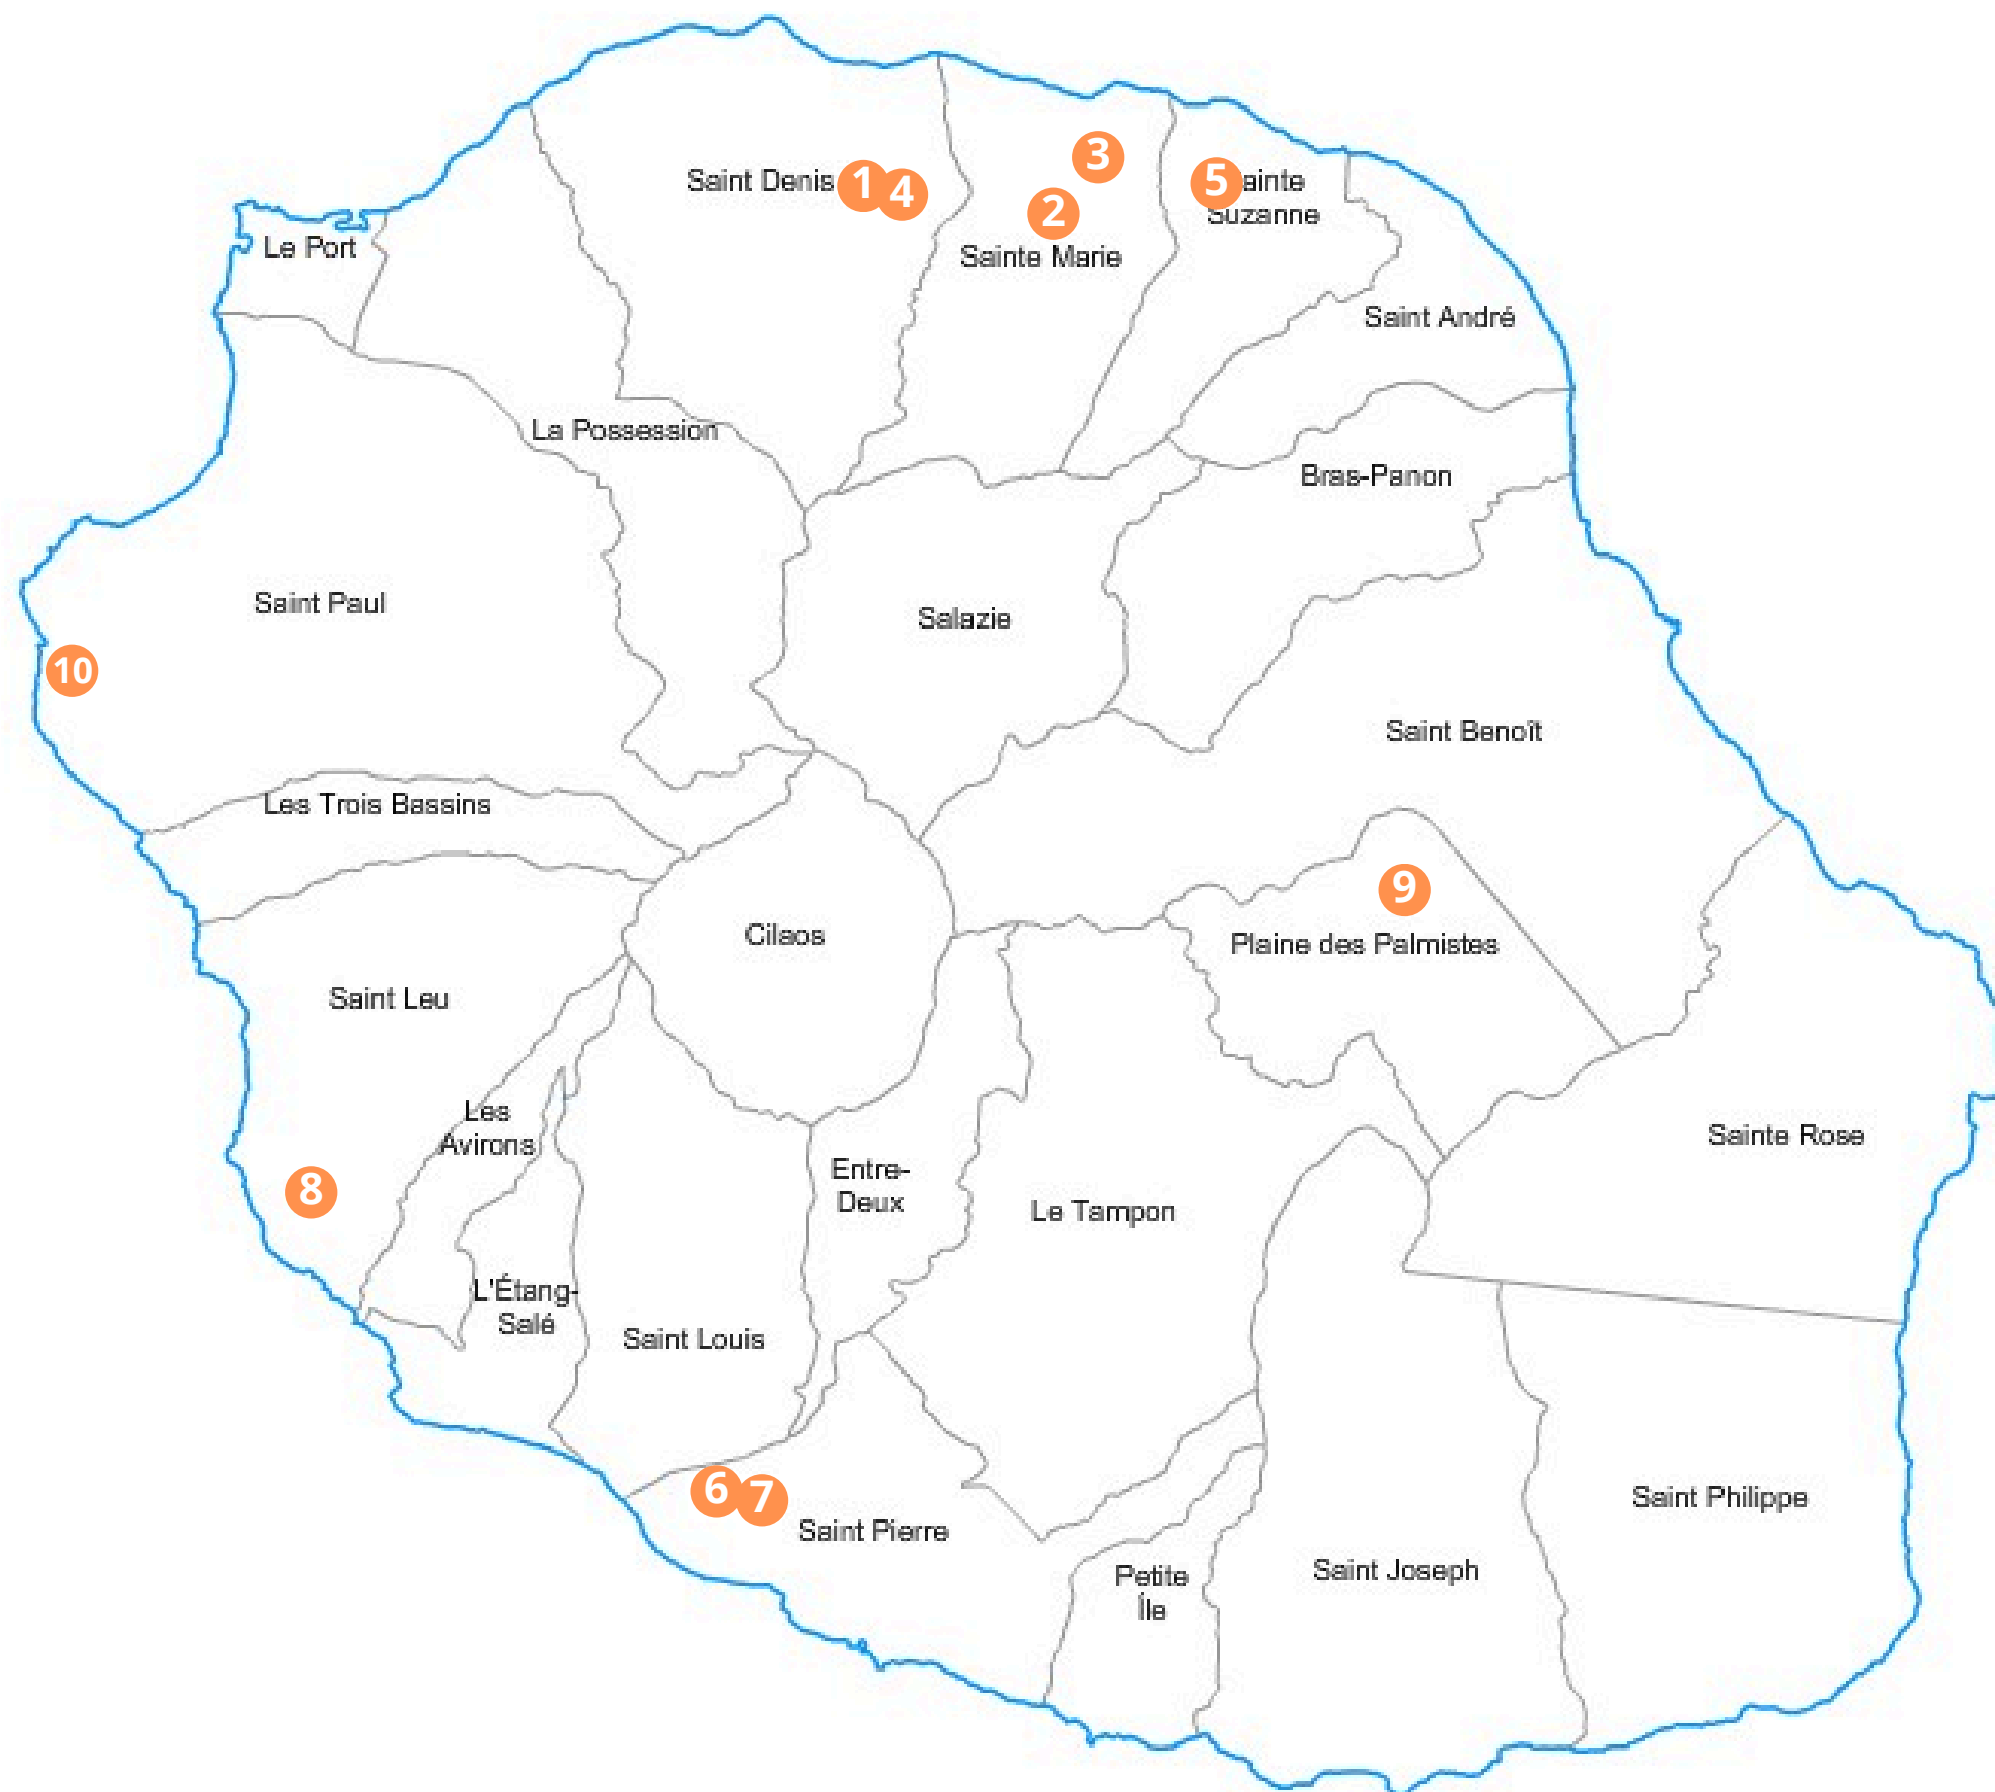 3
Saint Denis
1
4
5
ainte
Suzanne
2
Sainte Marie
Le Port
Saint André
La Possession
Bras-Panon
Saint Paul
Salazie
10
Saint Benoît
Les Trois Bassins
9
Cilaos
Plaine des Palmistes
Saint Leu
Les
Avirons
Sainte Rose
Entre-
Deux
8
Le Tampon
L'Étang-
Salé
Saint Louis
6
7
Saint Pierre
Saint Philippe
Petite
Île
Saint Joseph